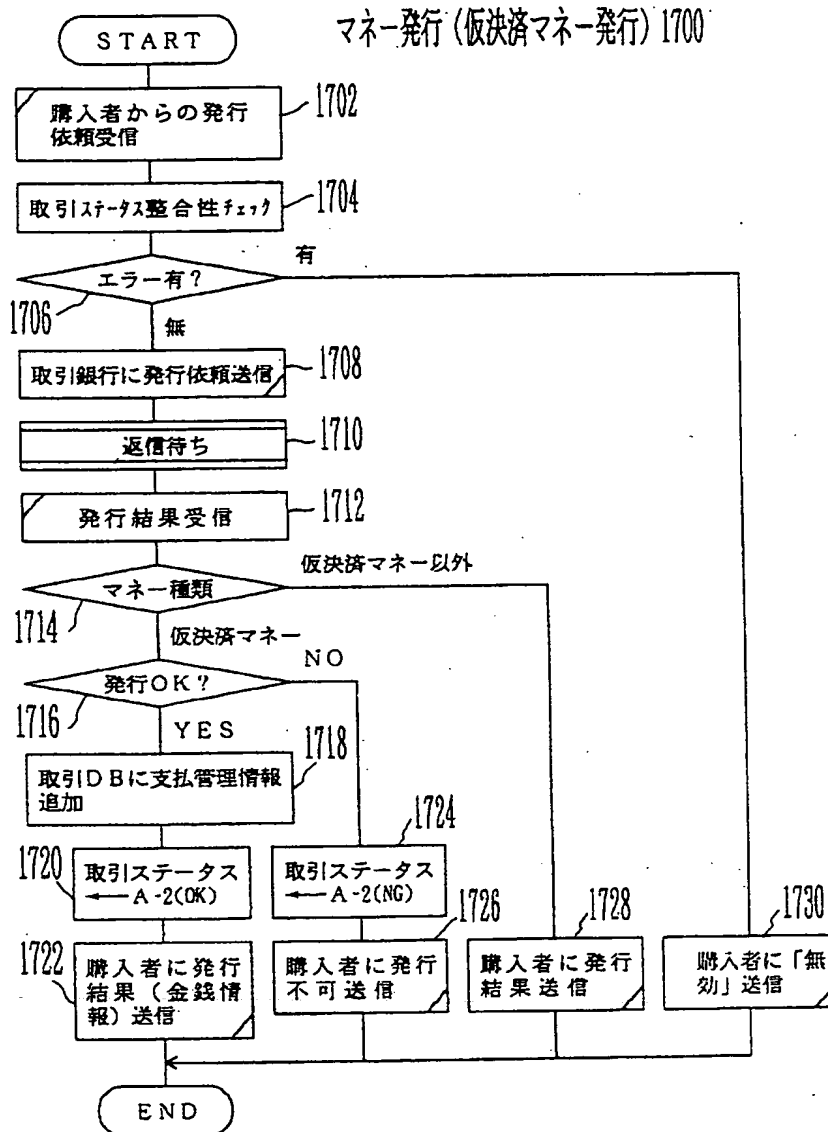 マネー発行(仮決済マネー発行)1700
START
購入者からの発行
依頼受信
1702
取引ステータス整合性チェック
1704
エラー有?
有
1706
無
取引銀行に発行依頼送信
1708
返信待ち
1710
発行結果受信
1712
仮決済マネー以外
マネー種類
1714
仮決済マネー
NO
発行OK?
1716
YES
1718
取引DBに支払管理情報
追加
1724
1720
取引ステータス
←A-2(OK)
取引ステータス
←A-2(NG)
1726
1728
1730
1722
購入者に発行
結果(金銭情
報)送信
購入者に発行
不可送信
購入者に発行
結果送信
購入者に「無
効」送信
END